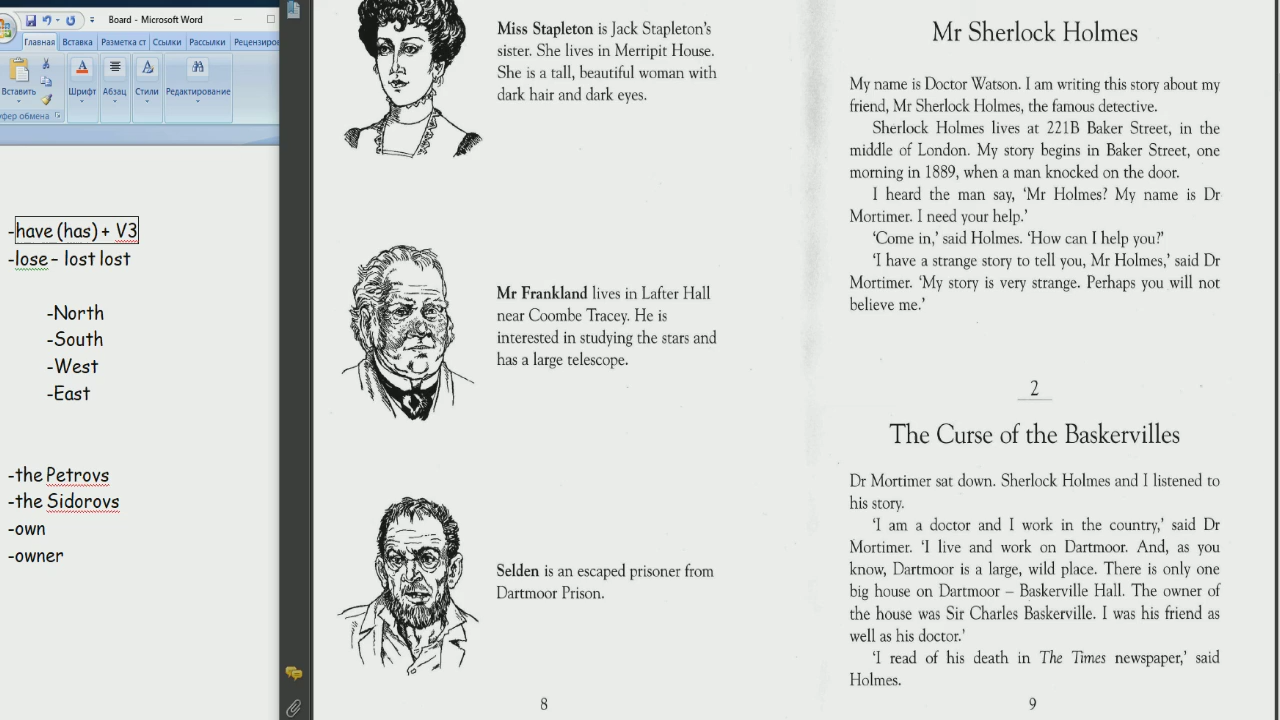 Board - Microsoft Word
Главная Вставка Разметка ст Ссылки Рассылки Рецензиро
Вставить
Шрифт Абзац Стили Редактирование
уфер обмена
-have (has) + V3
-lose – lost lost
-North
-South
-West
-East
-the Petrovs
-the Sidorovs
-own
-owner
Miss Stapleton is Jack Stapleton's
sister. She lives in Merripit House.
She is a tall, beautiful woman with
dark hair and dark eyes.
Mr Frankland lives in Lafter Hall
near Coombe Tracey. He is
interested in studying the stars and
has a large telescope.
Selden is an escaped prisoner from
Dartmoor Prison.
8
Mr Sherlock Holmes
My name is Doctor Watson. I am writing this story about my
friend, Mr Sherlock Holmes, the famous detective.
Sherlock Holmes lives at 221B Baker Street, in the
middle of London. My story begins in Baker Street, one
morning in 1889, when a man knocked on the door.
I heard the man say, ‘Mr Holmes? My name is Dr
Mortimer. I need your help.’
‘Come in,’ said Holmes. ‘How can I help you?’
‘I have a strange story to tell you, Mr Holmes,’ said Dr
Mortimer. ‘My story is very strange. Perhaps you will not
believe me.’
2
The Curse of the Baskervilles
Dr Mortimer sat down. Sherlock Holmes and I listened to
his story.
‘I am a doctor and I work in the country,’ said Dr
Mortimer. ‘I live and work on Dartmoor. And, as you
know, Dartmoor is a large, wild place. There is only one
big house on Dartmoor – Baskerville Hall. The owner of
the house was Sir Charles Baskerville. I was his friend as
well as his doctor.’
‘I read of his death in The Times newspaper,’ said
Holmes.
9